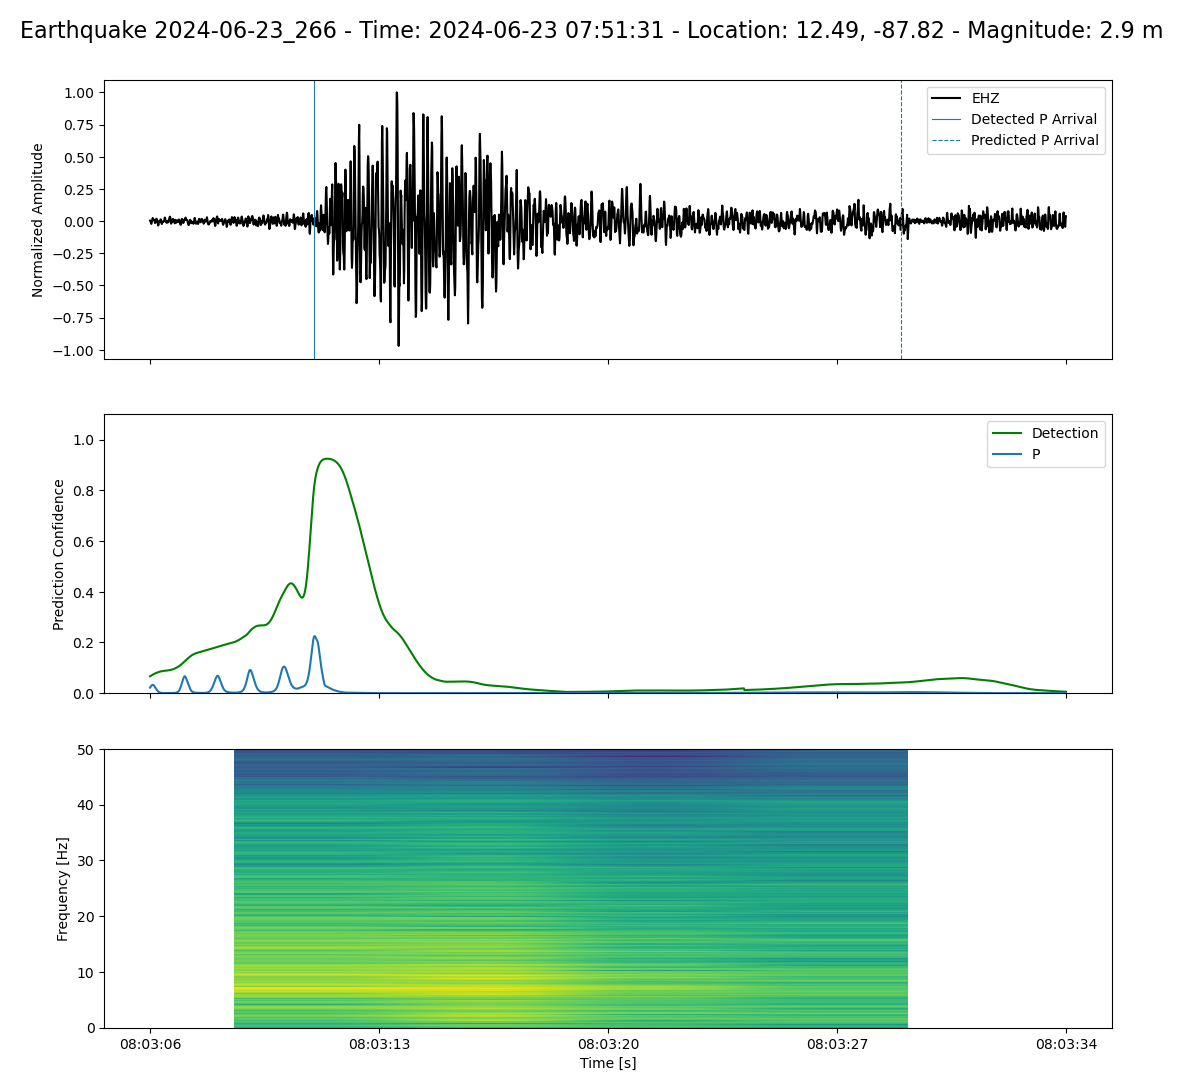 Earthquake 2024-06-23_266 - Time: 2024-06-23 07:51:31 - Location: 12.49, -87.82 - Magnitude: 2.9 m
1.00
0.75
0.50
0.25
0.00
−0.25
−0.50
−0.75
−1.00
Normalized Amplitude
EHZ
Detected P Arrival
Predicted P Arrival
1.0
0.8
0.6
0.4
0.2
0.0
Prediction Confidence
Detection
P
50
40
30
20
10
0
Frequency [Hz]
08:03:06
08:03:13
08:03:20
08:03:27
08:03:34
Time [s]